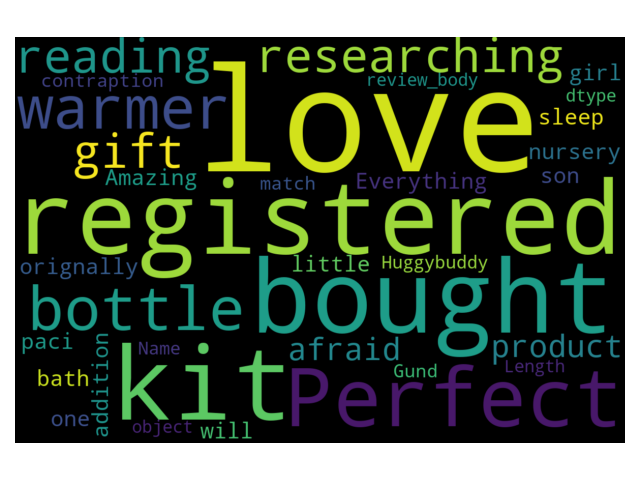 reading
researching
contraption
love
review_body
girl
dtype
warmer
sleep
gift
nursery
Amazing
match
Everything
son
registered
orignally
little
Huggybuddy
bottle
bought
paci
addition
Name
afraid
product
kit
bath
Gund
Length
Perfect
one
object
will